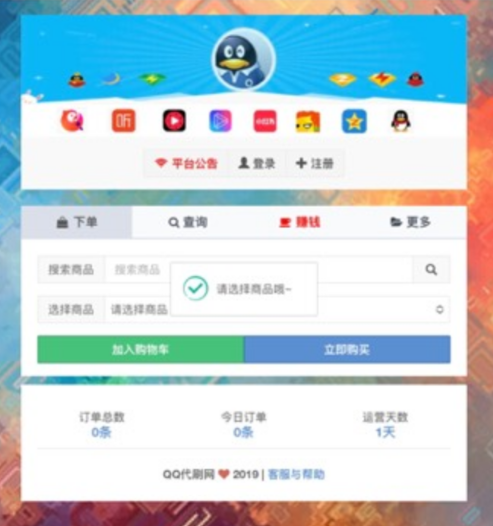 听
小红书
平台公告 登录 注册
下单 查询 赚钱 更多
搜索商品 搜索商品
请选择商品哦~
选择商品 请选择商品
加入购物车 立即购买
订单总数 今日订单 运营天数
0条 0条 1天
QQ代刷网 ❤ 2019 | 客服与帮助